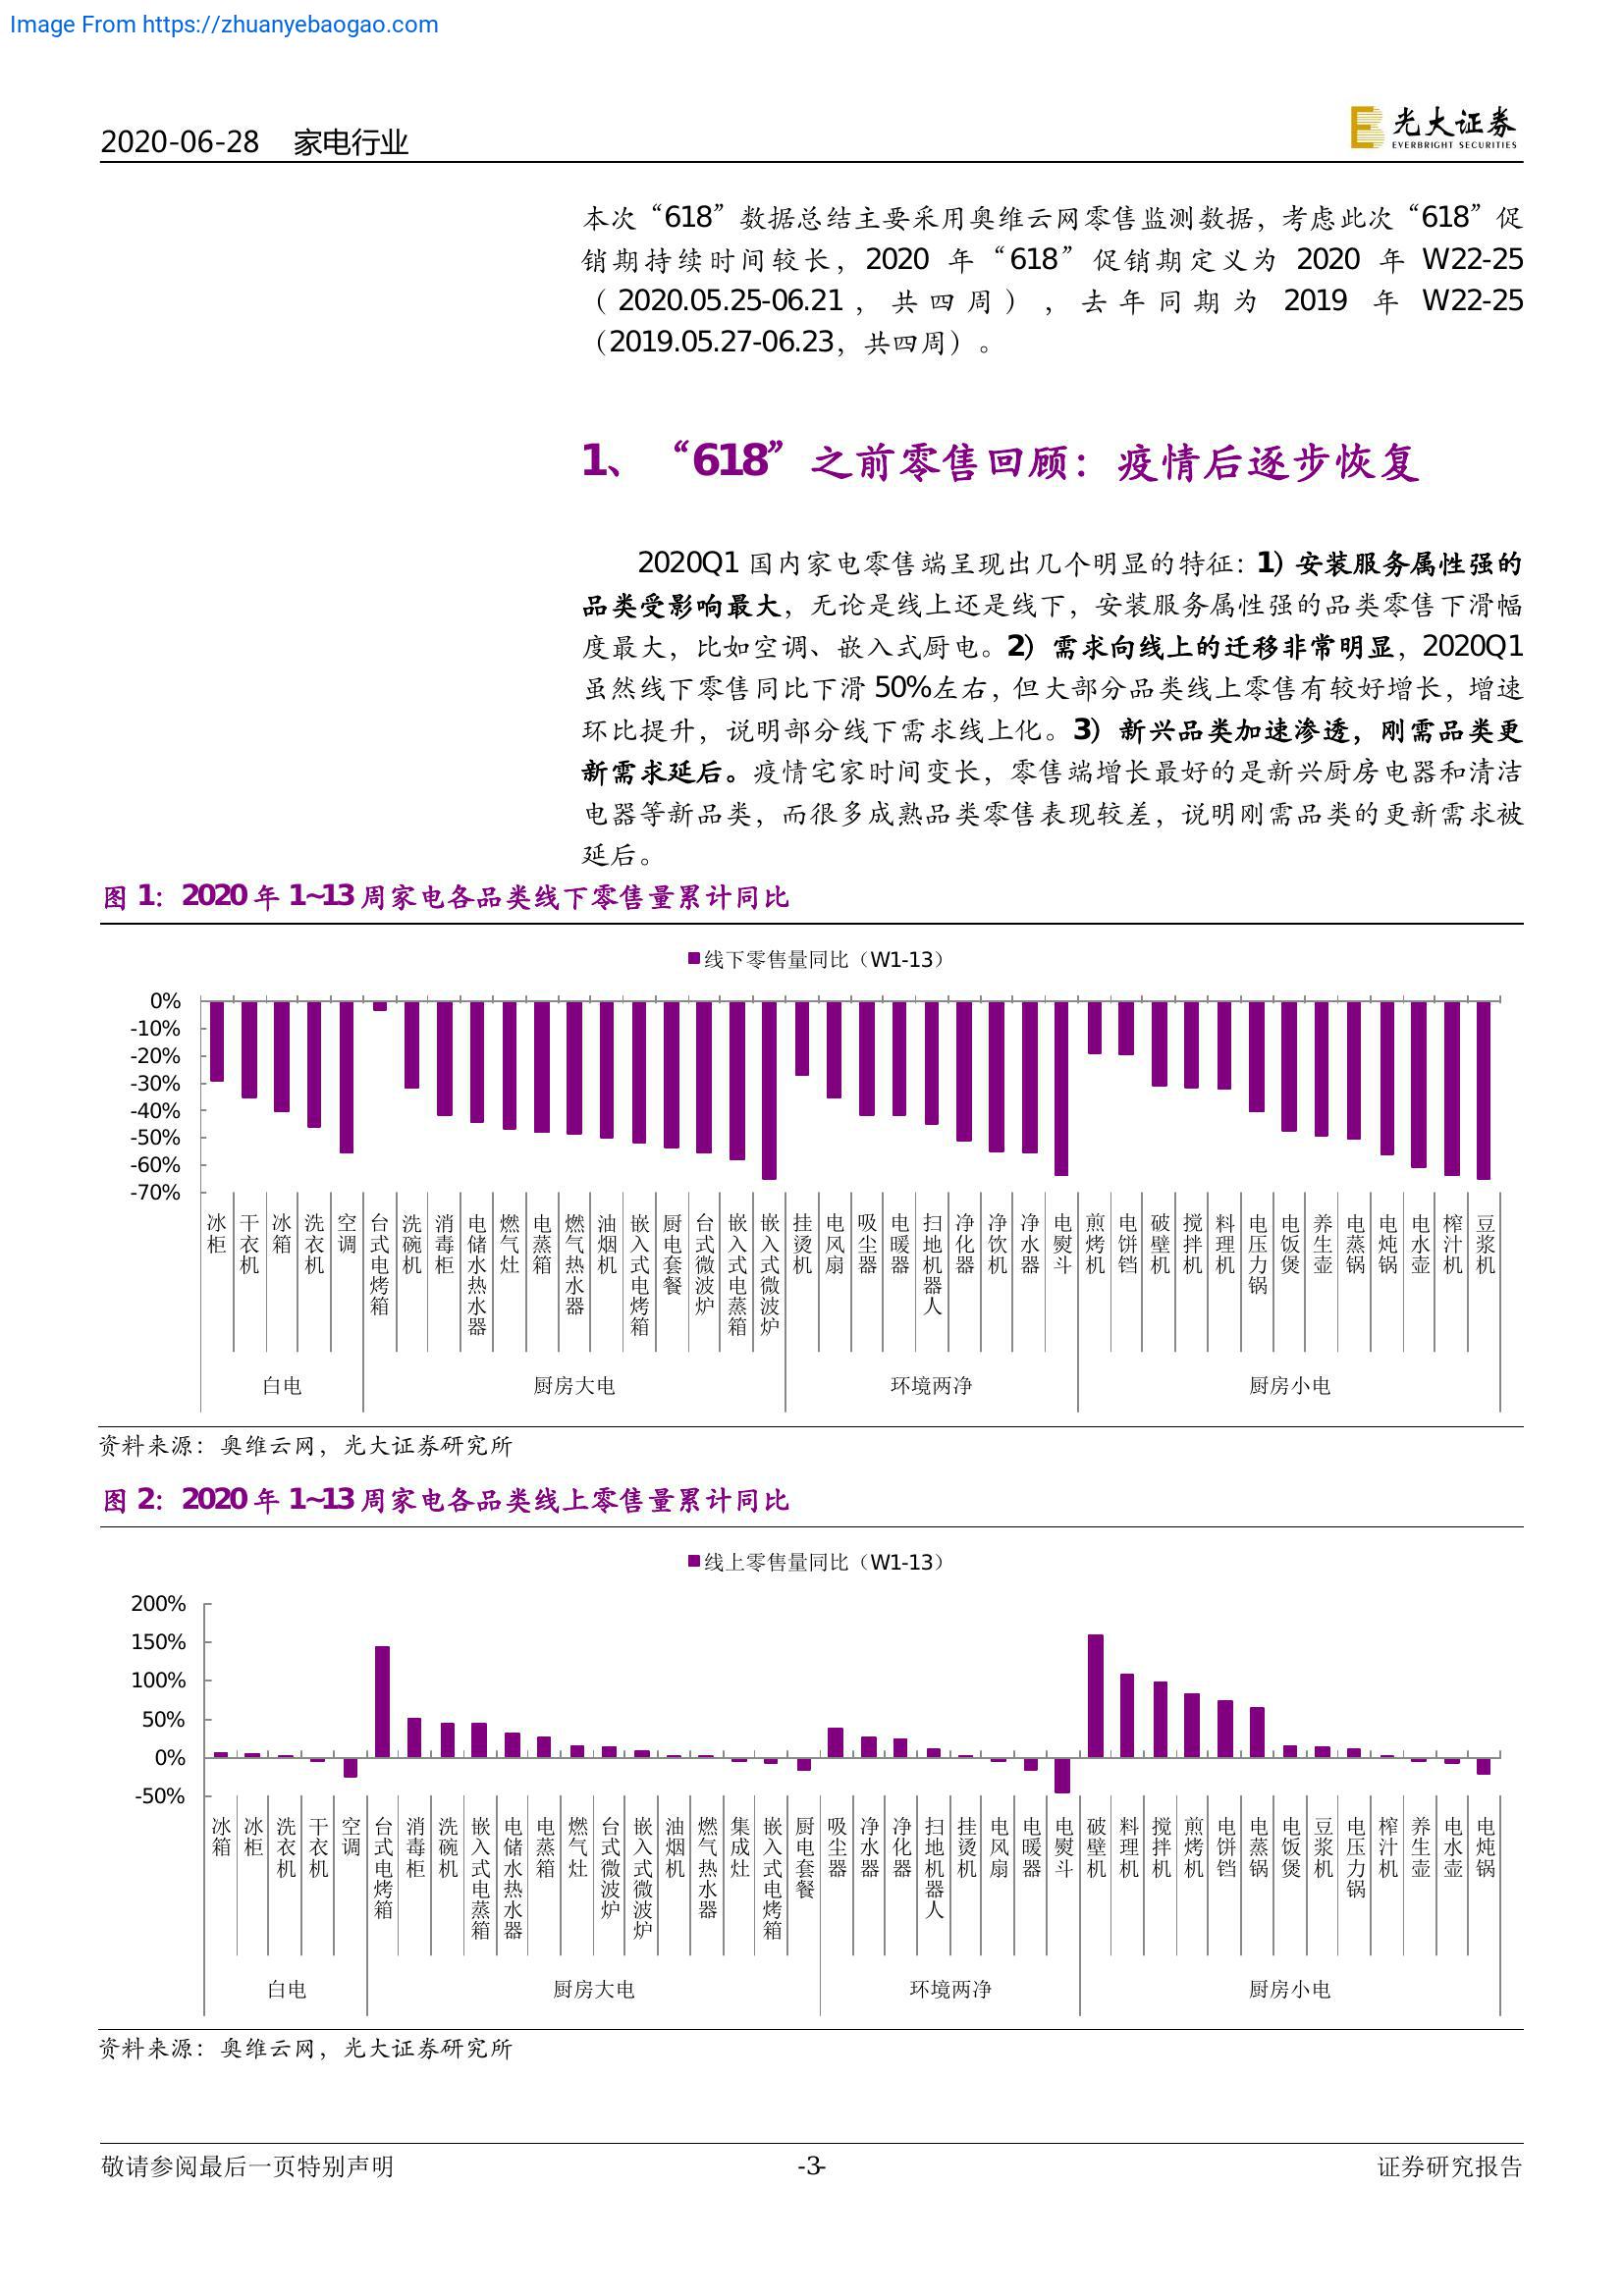 Image From https://zhuanyebaogao.com
2020-06-28 家电行业
光大证券
EVERBRIGHT SECURITIES
本次“618”数据总结主要采用奥维云网零售监测数据，考虑此次“618”促
销期持续时间较长，2020 年“618”促销期定义为 2020 年 W22-25
（2020.05.25-06.21，共四周），去年同期为 2019 年 W22-25
（2019.05.27-06.23，共四周）。
1、 “618”之前零售回顾：疫情后逐步恢复
2020Q1 国内家电零售端呈现出几个明显的特征：1）安装服务属性强的
品类受影响最大，无论是线上还是线下，安装服务属性强的品类零售下滑幅
度最大，比如空调、嵌入式厨电。2）需求向线上的迁移非常明显，2020Q1
虽然线下零售同比下滑 50%左右，但大部分品类线上零售有较好增长，增速
环比提升，说明部分线下需求线上化。3）新兴品类加速渗透，刚需品类更
新需求延后。疫情宅家时间变长，零售端增长最好的是新兴厨房电器和清洁
电器等新品类，而很多成熟品类零售表现较差，说明刚需品类的更新需求被
延后。
图 1：2020 年 1~13 周家电各品类线下零售量累计同比
线下零售量同比（W1-13）
0%
-10%
-20%
-30%
-40%
-50%
-60%
-70%
冰柜
干衣机
冰箱
洗衣机
空调
台式电烤箱
洗碗机
消毒柜
电储水热水器
燃气灶
电蒸箱
燃气热水器
油烟机
嵌入式电烤箱
厨电套餐
台式微波炉
嵌入式电蒸箱
嵌入式微波炉
挂烫机
电风扇
吸尘器
电暖器
扫地机器人
净化器
净饮机
净水器
电熨斗
煎烤机
电饼铛
破壁机
搅拌机
料理机
电压力锅
电饭煲
养生壶
电蒸锅
电炖锅
电水壶
榨汁机
豆浆机
白电
厨房大电
环境两净
厨房小电
资料来源：奥维云网，光大证券研究所
图 2：2020 年 1~13 周家电各品类线上零售量累计同比
线上零售量同比（W1-13）
200%
150%
100%
50%
0%
-50%
冰箱
冰柜
洗衣机
干衣机
空调
台式电烤箱
消毒柜
洗碗机
嵌入式电蒸箱
电储水热水器
电蒸箱
燃气灶
台式微波炉
嵌入式微波炉
油烟机
燃气热水器
集成灶
嵌入式电烤箱
厨电套餐
吸尘器
净水器
净化器
扫地机器人
挂烫机
电风扇
电暖器
电熨斗
破壁机
料理机
搅拌机
煎烤机
电饼铛
电蒸锅
电饭煲
豆浆机
电压力锅
榨汁机
养生壶
电水壶
电炖锅
白电
厨房大电
环境两净
厨房小电
资料来源：奥维云网，光大证券研究所
敬请参阅最后一页特别声明
-3-
证券研究报告